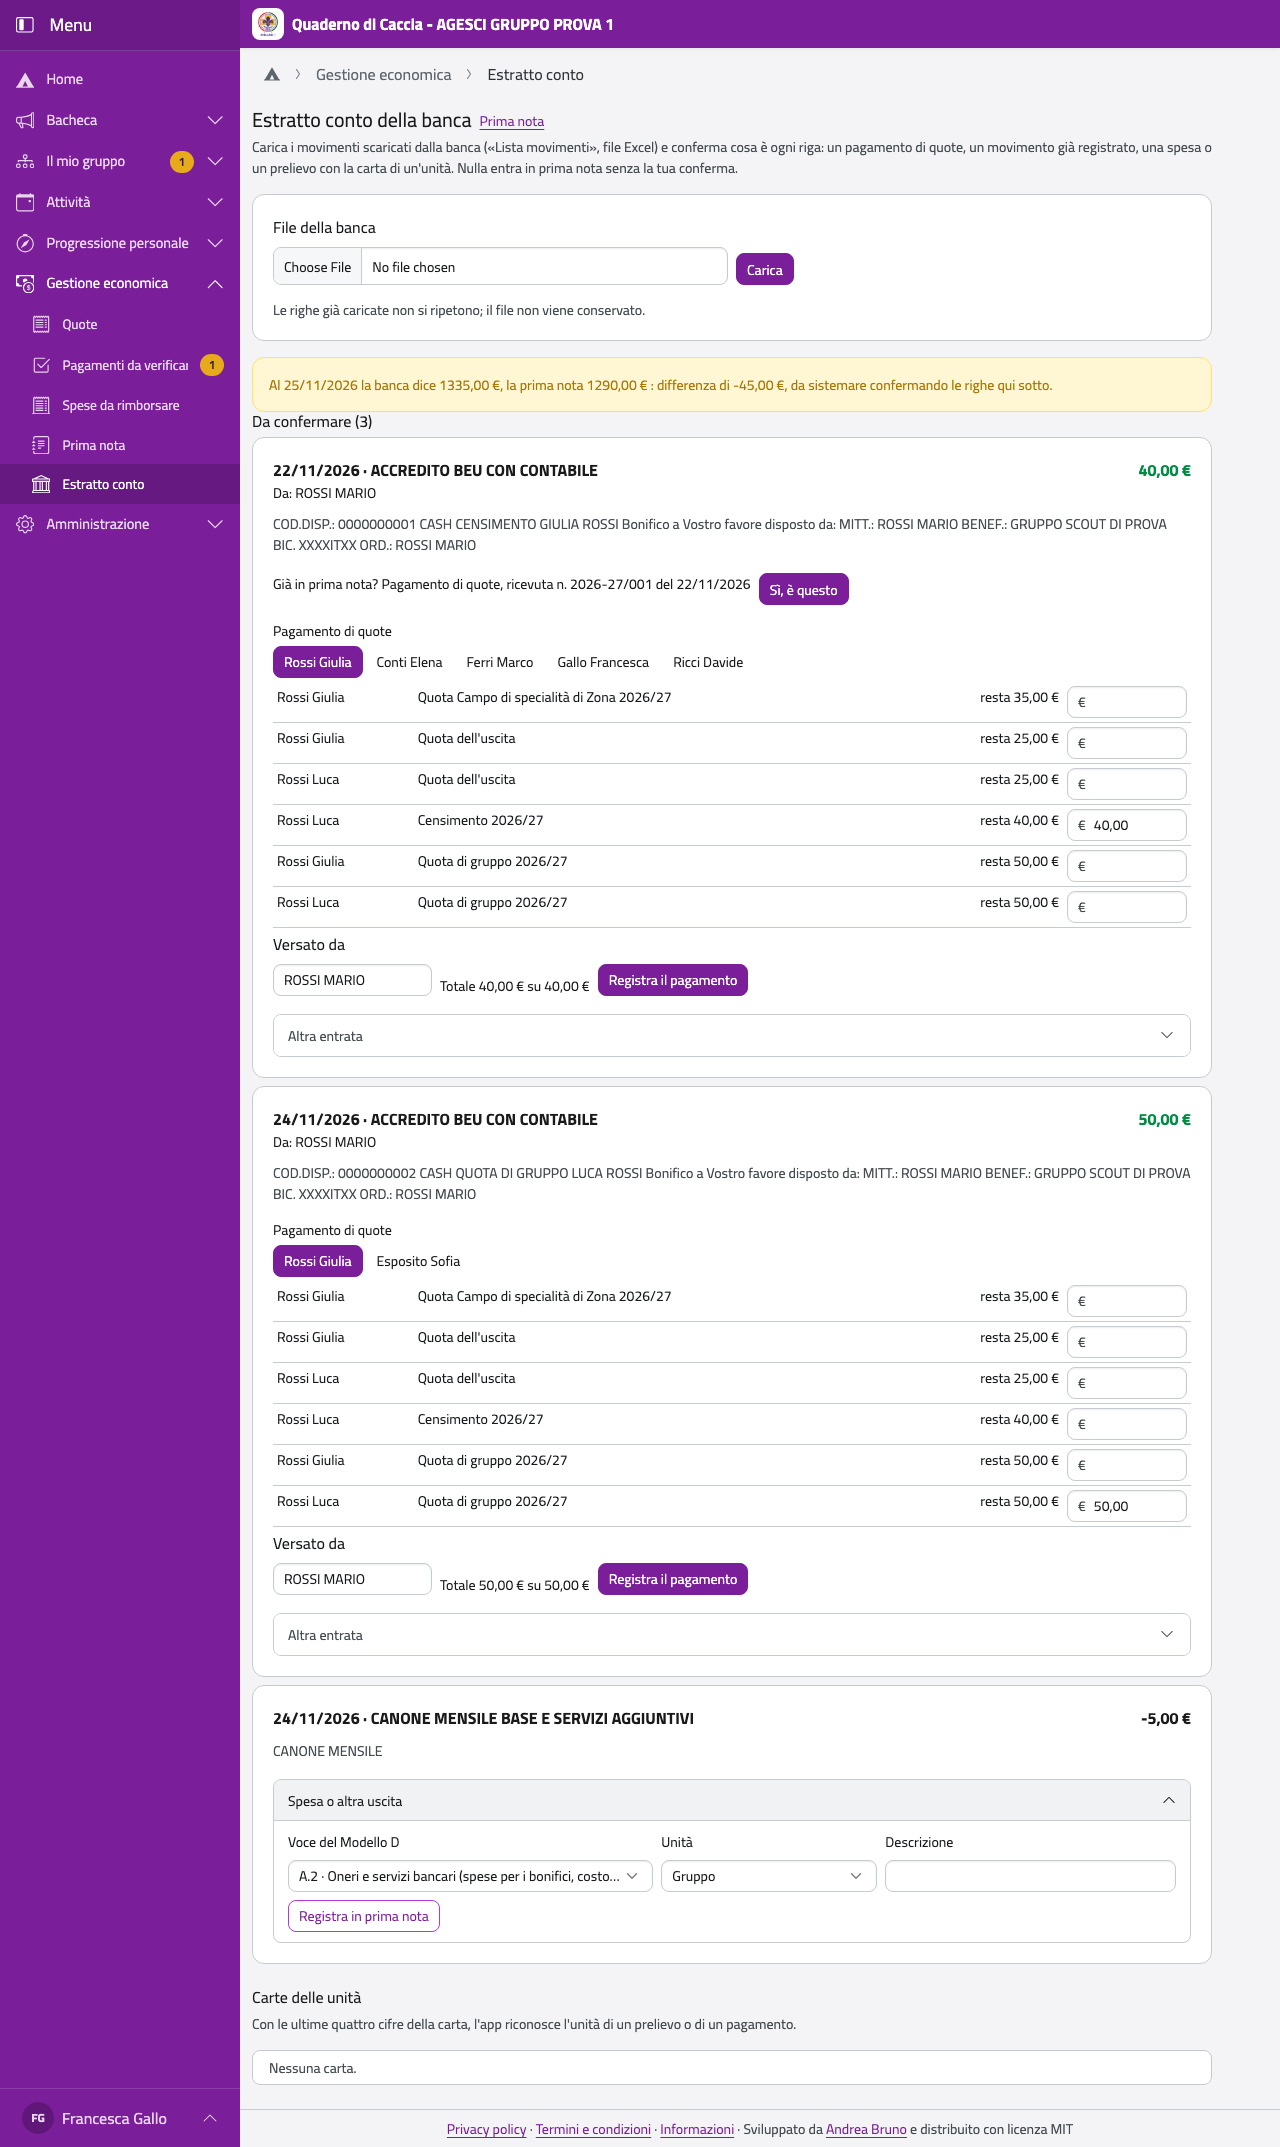 Menu
Quaderno di Caccia - AGESCI GRUPPO PROVA 1
Home
Bacheca
Il mio gruppo 1
Attività
Progressione personale
Gestione economica
Quote
Pagamenti da verificar 1
Spese da rimborsare
Prima nota
Estratto conto
Amministrazione
Gestione economica > Estratto conto
Estratto conto della banca Prima nota
Carica i movimenti scaricati dalla banca («Lista movimenti», file Excel) e conferma cosa è ogni riga: un pagamento di quote, un movimento già registrato, una spesa o
un prelievo con la carta di un'unità. Nulla entra in prima nota senza la tua conferma.
File della banca
Choose File No file chosen Carica
Le righe già caricate non si ripetono; il file non viene conservato.
Al 25/11/2026 la banca dice 1335,00 €, la prima nota 1290,00 € : differenza di -45,00 €, da sistemare confermando le righe qui sotto.
Da confermare (3)
22/11/2026 · ACCREDITO BEU CON CONTABILE 40,00 €
Da: ROSSI MARIO
COD.DISP.: 0000000001 CASH CENSIMENTO GIULIA ROSSI Bonifico a Vostro favore disposto da: MITT.: ROSSI MARIO BENEF.: GRUPPO SCOUT DI PROVA
BIC. XXXXITXX ORD.: ROSSI MARIO
Già in prima nota? Pagamento di quote, ricevuta n. 2026-27/001 del 22/11/2026 Sì, è questo
Pagamento di quote
Rossi Giulia Conti Elena Ferri Marco Gallo Francesca Ricci Davide
Rossi Giulia Quota Campo di specialità di Zona 2026/27 resta 35,00 € €
Rossi Giulia Quota dell'uscita resta 25,00 € €
Rossi Luca Quota dell'uscita resta 25,00 € €
Rossi Luca Censimento 2026/27 resta 40,00 € € 40,00
Rossi Giulia Quota di gruppo 2026/27 resta 50,00 € €
Rossi Luca Quota di gruppo 2026/27 resta 50,00 € €
Versato da
ROSSI MARIO Totale 40,00 € su 40,00 € Registra il pagamento
Altra entrata
24/11/2026 · ACCREDITO BEU CON CONTABILE 50,00 €
Da: ROSSI MARIO
COD.DISP.: 0000000002 CASH QUOTA DI GRUPPO LUCA ROSSI Bonifico a Vostro favore disposto da: MITT.: ROSSI MARIO BENEF.: GRUPPO SCOUT DI PROVA
BIC. XXXXITXX ORD.: ROSSI MARIO
Pagamento di quote
Rossi Giulia Esposito Sofia
Rossi Giulia Quota Campo di specialità di Zona 2026/27 resta 35,00 € €
Rossi Giulia Quota dell'uscita resta 25,00 € €
Rossi Luca Quota dell'uscita resta 25,00 € €
Rossi Luca Censimento 2026/27 resta 40,00 € €
Rossi Giulia Quota di gruppo 2026/27 resta 50,00 € €
Rossi Luca Quota di gruppo 2026/27 resta 50,00 € € 50,00
Versato da
ROSSI MARIO Totale 50,00 € su 50,00 € Registra il pagamento
Altra entrata
24/11/2026 · CANONE MENSILE BASE E SERVIZI AGGIUNTIVI -5,00 €
CANONE MENSILE
Spesa o altra uscita
Voce del Modello D Unità Descrizione
A.2 · Oneri e servizi bancari (spese per i bonifici, costo... Gruppo
Registra in prima nota
Carte delle unità
Con le ultime quattro cifre della carta, l'app riconosce l'unità di un prelievo o di un pagamento.
Nessuna carta.
FG Francesca Gallo
Privacy policy · Termini e condizioni · Informazioni · Sviluppato da Andrea Bruno e distribuito con licenza MIT